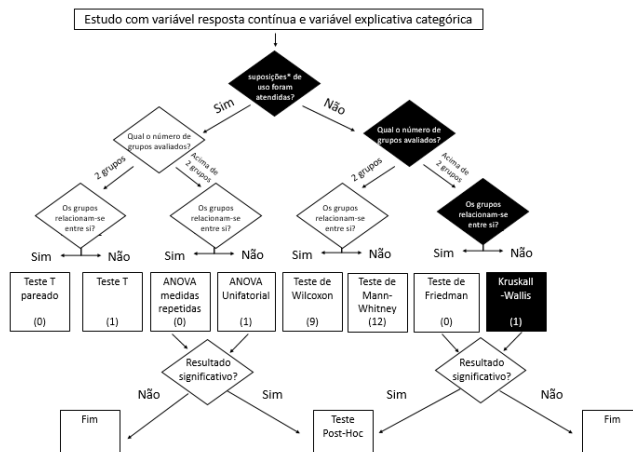 Estudo com variável resposta contínua e variável explicativa categórica
suposições* de
uso foram
atendidas?
Sim
Não
Qual o número de
grupos avaliados?
Qual o número de
grupos avaliados?
2 grupos
Acima de
2 grupos
2 grupos
Acima de
2 grupos
Os grupos
relacionam-se
entre si?
Os grupos
relacionam-se
entre si?
Os grupos
relacionam-se
entre si?
Os grupos
relacionam-se
entre si?
Sim
Não
Sim
Não
Sim
Não
Sim
Não
Teste T
pareado
(0)
Teste T
(1)
ANOVA
medidas
repetidas
(0)
ANOVA
Unifatorial
(1)
Teste de
Wilcoxon
(9)
Teste de
Mann-
Whitney
(12)
Teste de
Friedman
(0)
Kruskall
-Wallis
(1)
Resultado
significativo?
Resultado
significativo?
Não
Sim
Sim
Não
Fim
Teste
Post-Hoc
Fim